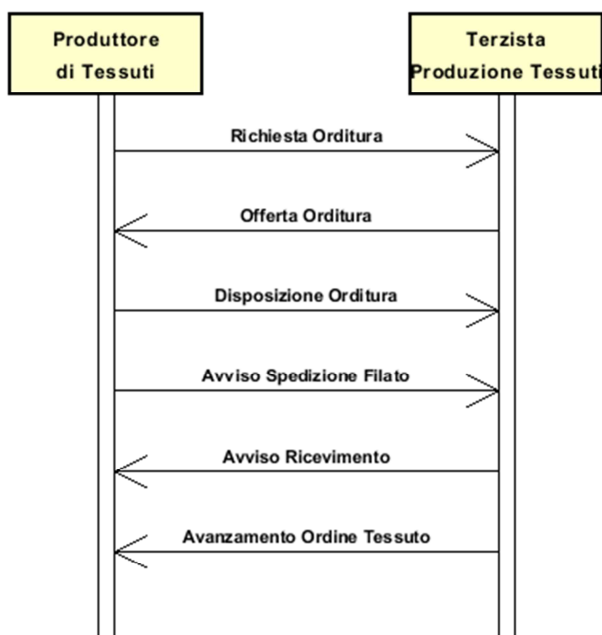 Produttore
di Tessuti
Terzista
Produzione Tessuti
Richiesta Orditura
Offerta Orditura
Disposizione Orditura
Avviso Spedizione Filato
Avviso Ricevimento
Avanzamento Ordine Tessuto